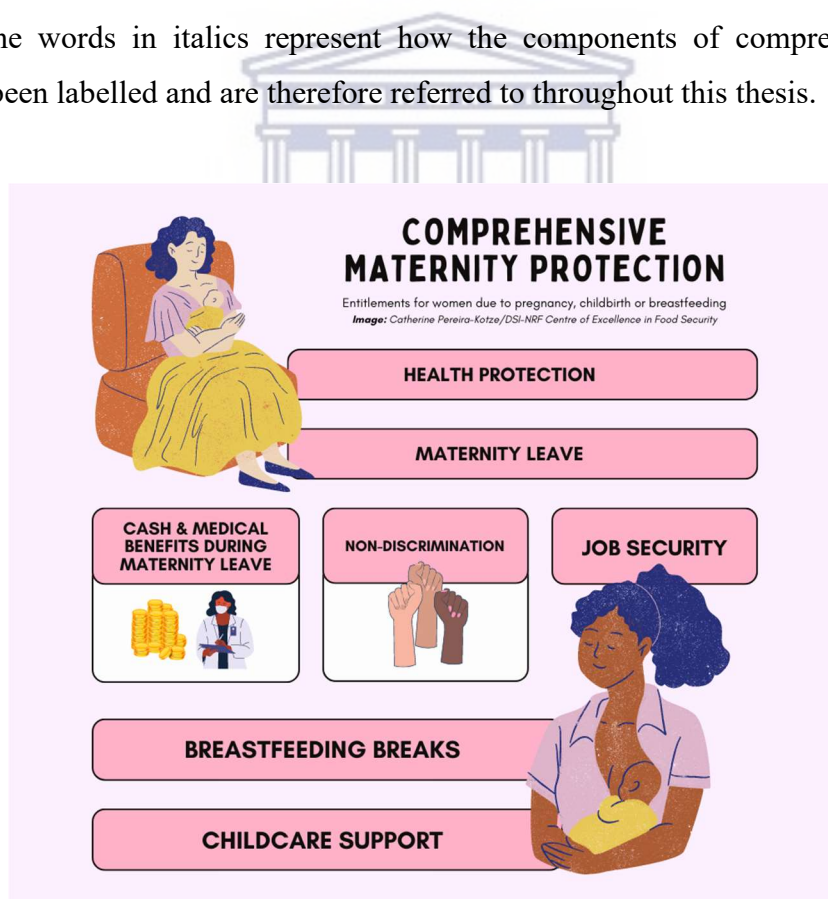 he words in italics represent how the components of compre
been labelled and are therefore referred to throughout this thesis.
COMPREHENSIVE
MATERNITY PROTECTION
Entitlements for women due to pregnancy, childbirth or breastfeeding
Image: Catherine Pereira-Kotze/DSI-NRF Centre of Excellence in Food Security
HEALTH PROTECTION
MATERNITY LEAVE
CASH & MEDICAL
BENEFITS DURING
MATERNITY LEAVE
NON-DISCRIMINATION
JOB SECURITY
BREASTFEEDING BREAKS
CHILDCARE SUPPORT